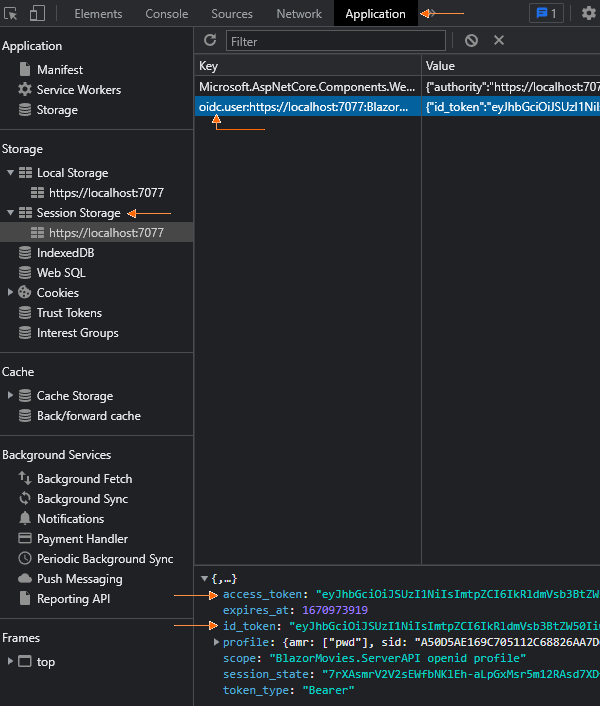 Elements Console Sources Network Application 1
Application
Manifest
Service Workers
Storage
Storage
Local Storage
https://localhost:7077
Session Storage
https://localhost:7077
IndexedDB
Web SQL
Cookies
Trust Tokens
Interest Groups
Cache
Cache Storage
Back/forward cache
Background Services
Background Fetch
Background Sync
Notifications
Payment Handler
Periodic Background Sync
Push Messaging
Reporting API
Frames
top
Filter
Key Value
Microsoft.AspNetCore.Components.We... {"authority":"https://localhost:707
oidc.user:https://localhost:7077:Blazor... {"id_token":"eyJhbGciOiJSUzI1NiI
{,…}
access_token: "eyJhbGciOiJSUzI1NiIsImtpZCI6IkRldmVsb3BtZW
expires_at: 1670973919
id_token: "eyJhbGciOiJSUzI1NiIsImtpZCI6IkRldmVsb3BtZW50Ii
profile: {amr: ["pwd"], sid: "A50D5AE169C705112C68826AA7D
scope: "BlazorMovies.ServerAPI openid profile"
session_state: "7rXAsmrV2V2sEWfbNKlEh-aLpGxMsr5m12RAsd7XD
token_type: "Bearer"